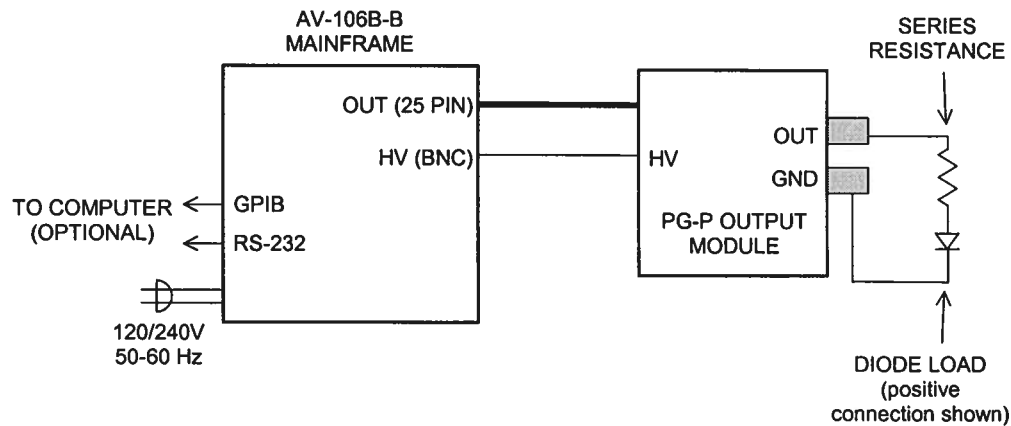 AV-106B-B
MAINFRAME
OUT (25 PIN)
HV (BNC)
GPIB
RS-232
TO COMPUTER
(OPTIONAL)
120/240V
50-60 Hz
HV
OUT
GND
PG-P OUTPUT
MODULE
SERIES
RESISTANCE
DIODE LOAD
(positive
connection shown)